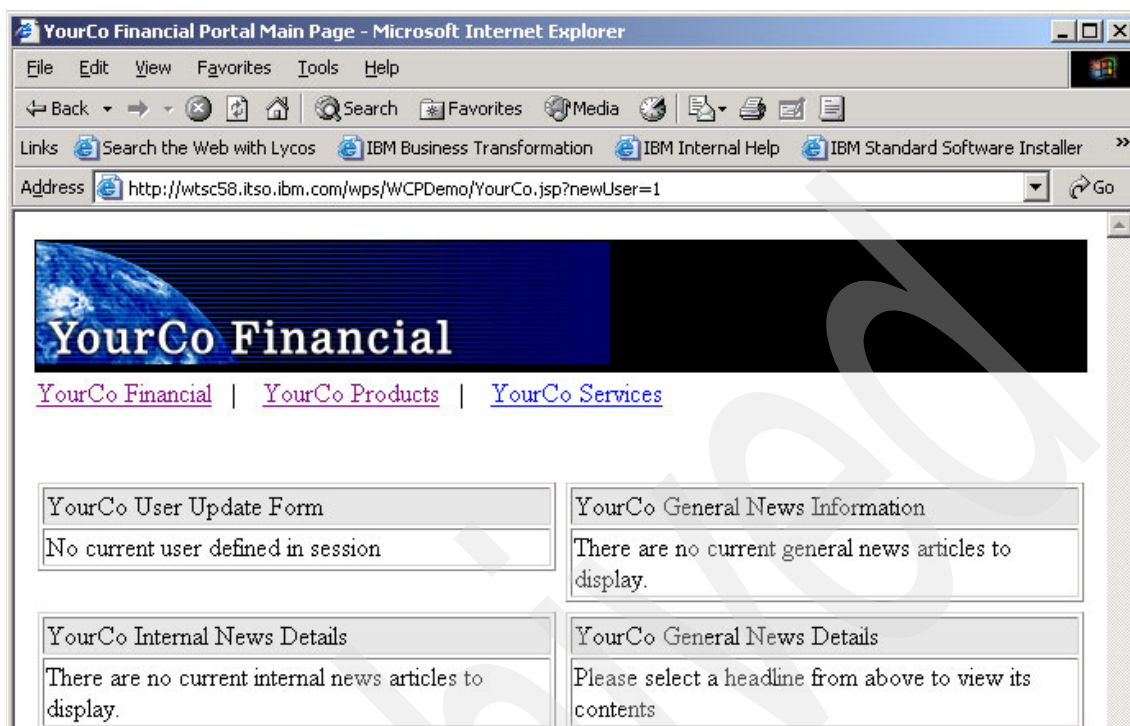 YourCo Financial Portal Main Page - Microsoft Internet Explorer
File Edit View Favorites Tools Help
Back Search Favorites Media
Links Search the Web with Lycos IBM Business Transformation IBM Internal Help IBM Standard Software Installer »
Address http://wtsc58.itso.ibm.com/wps/WCPDemo/YourCo.jsp?newUser=1 Go
YourCo Financial
YourCo Financial | YourCo Products | YourCo Services
YourCo User Update Form
No current user defined in session
YourCo General News Information
There are no current general news articles to
display.
YourCo Internal News Details
There are no current internal news articles to
display.
YourCo General News Details
Please select a headline from above to view its
contents